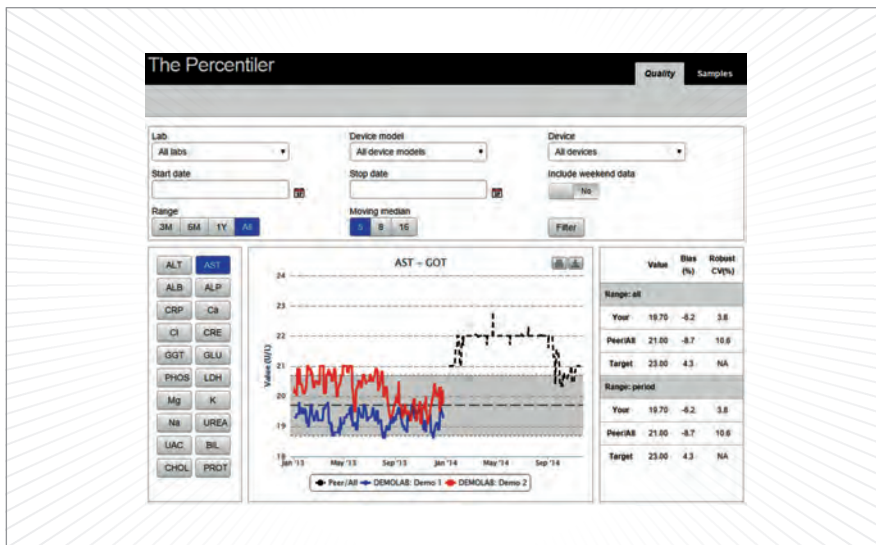 The Percentiler
Quality Samples
Lab Device model Device
All labs All device models All devices
Start date Stop date Include weekend data
No
Range Moving median
3M 6M 1Y All 5 8 16 Filter
ALT AST
ALB ALP
CRP Ca
Cl CRE
GGT GLU
PHOS LDH
Mg K
Na UREA
UAC BIL
CHOL PROT
AST - GOT
Value (U/L)
24
23
22
21
20
19
18
Jan '13 May '13 Sep '13 Jan '14 May '14 Sep '14
Peer/All DEMOLAB: Demo 1 DEMOLAB: Demo 2
Value Bias (%) Robust CV(%)
Range: all
Your 19.70 -6.2 3.8
Peer/All 21.00 -8.7 10.6
Target 23.00 4.3 NA
Range: period
Your 19.70 -6.2 3.8
Peer/All 21.00 -8.7 10.6
Target 23.00 4.3 NA